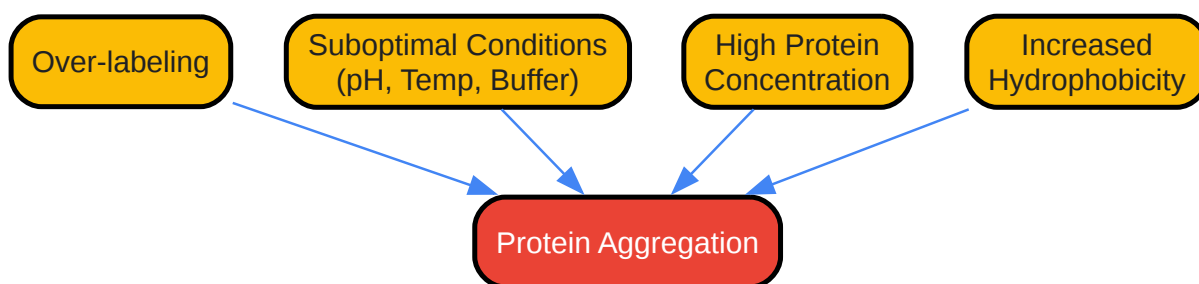 Over-labeling
Suboptimal Conditions
(pH, Temp, Buffer)
High Protein
Concentration
Increased
Hydrophobicity
Protein Aggregation